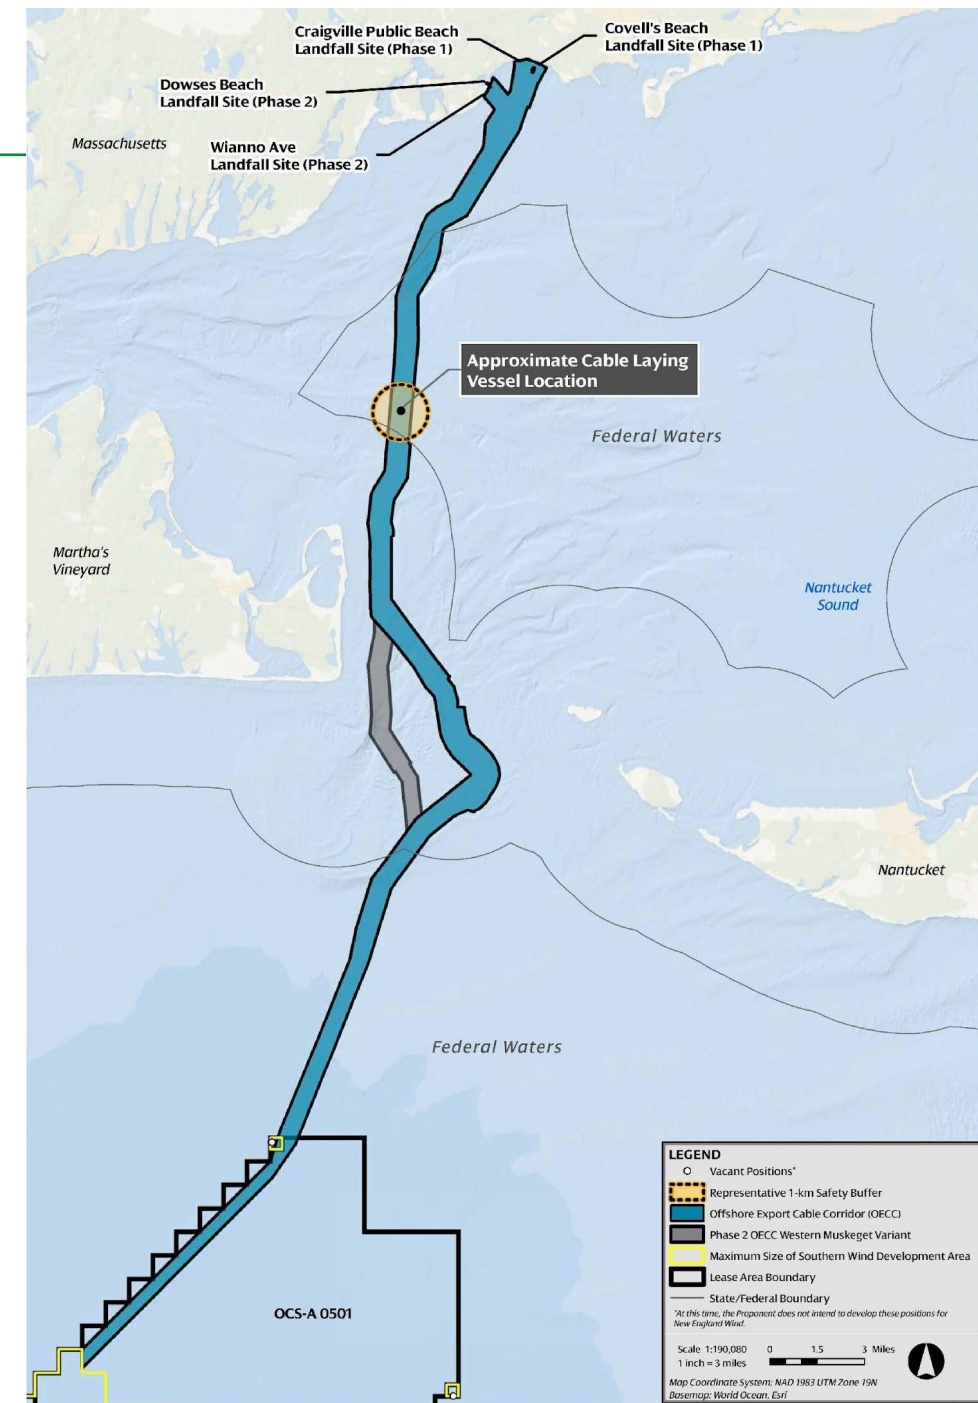 Craigville Public Beach
Landfall Site (Phase 1)
Covell's Beach
Landfall Site (Phase 1)
Dowses Beach
Landfall Site (Phase 2)
Massachusetts
Wianno Ave
Landfall Site (Phase 2)
Approximate Cable Laying
Vessel Location
Federal Waters
Martha's
Vineyard
Nantucket
Sound
Nantucket
Federal Waters
OCS-A 0501
LEGEND
Vacant Positions*
Representative 1-km Safety Buffer
Offshore Export Cable Corridor (OECC)
Phase 2 OECC Western Muskeget Variant
Maximum Size of Southern Wind Development Area
Lease Area Boundary
State/Federal Boundary
*At this time, the Proponent does not intend to develop these positions for
New England Wind.
Scale 1:190,080
1 inch = 3 miles
0 1.5 3 Miles
Map Coordinate System: NAD 1983 UTM Zone 19N
Basemap: World Ocean, Esri